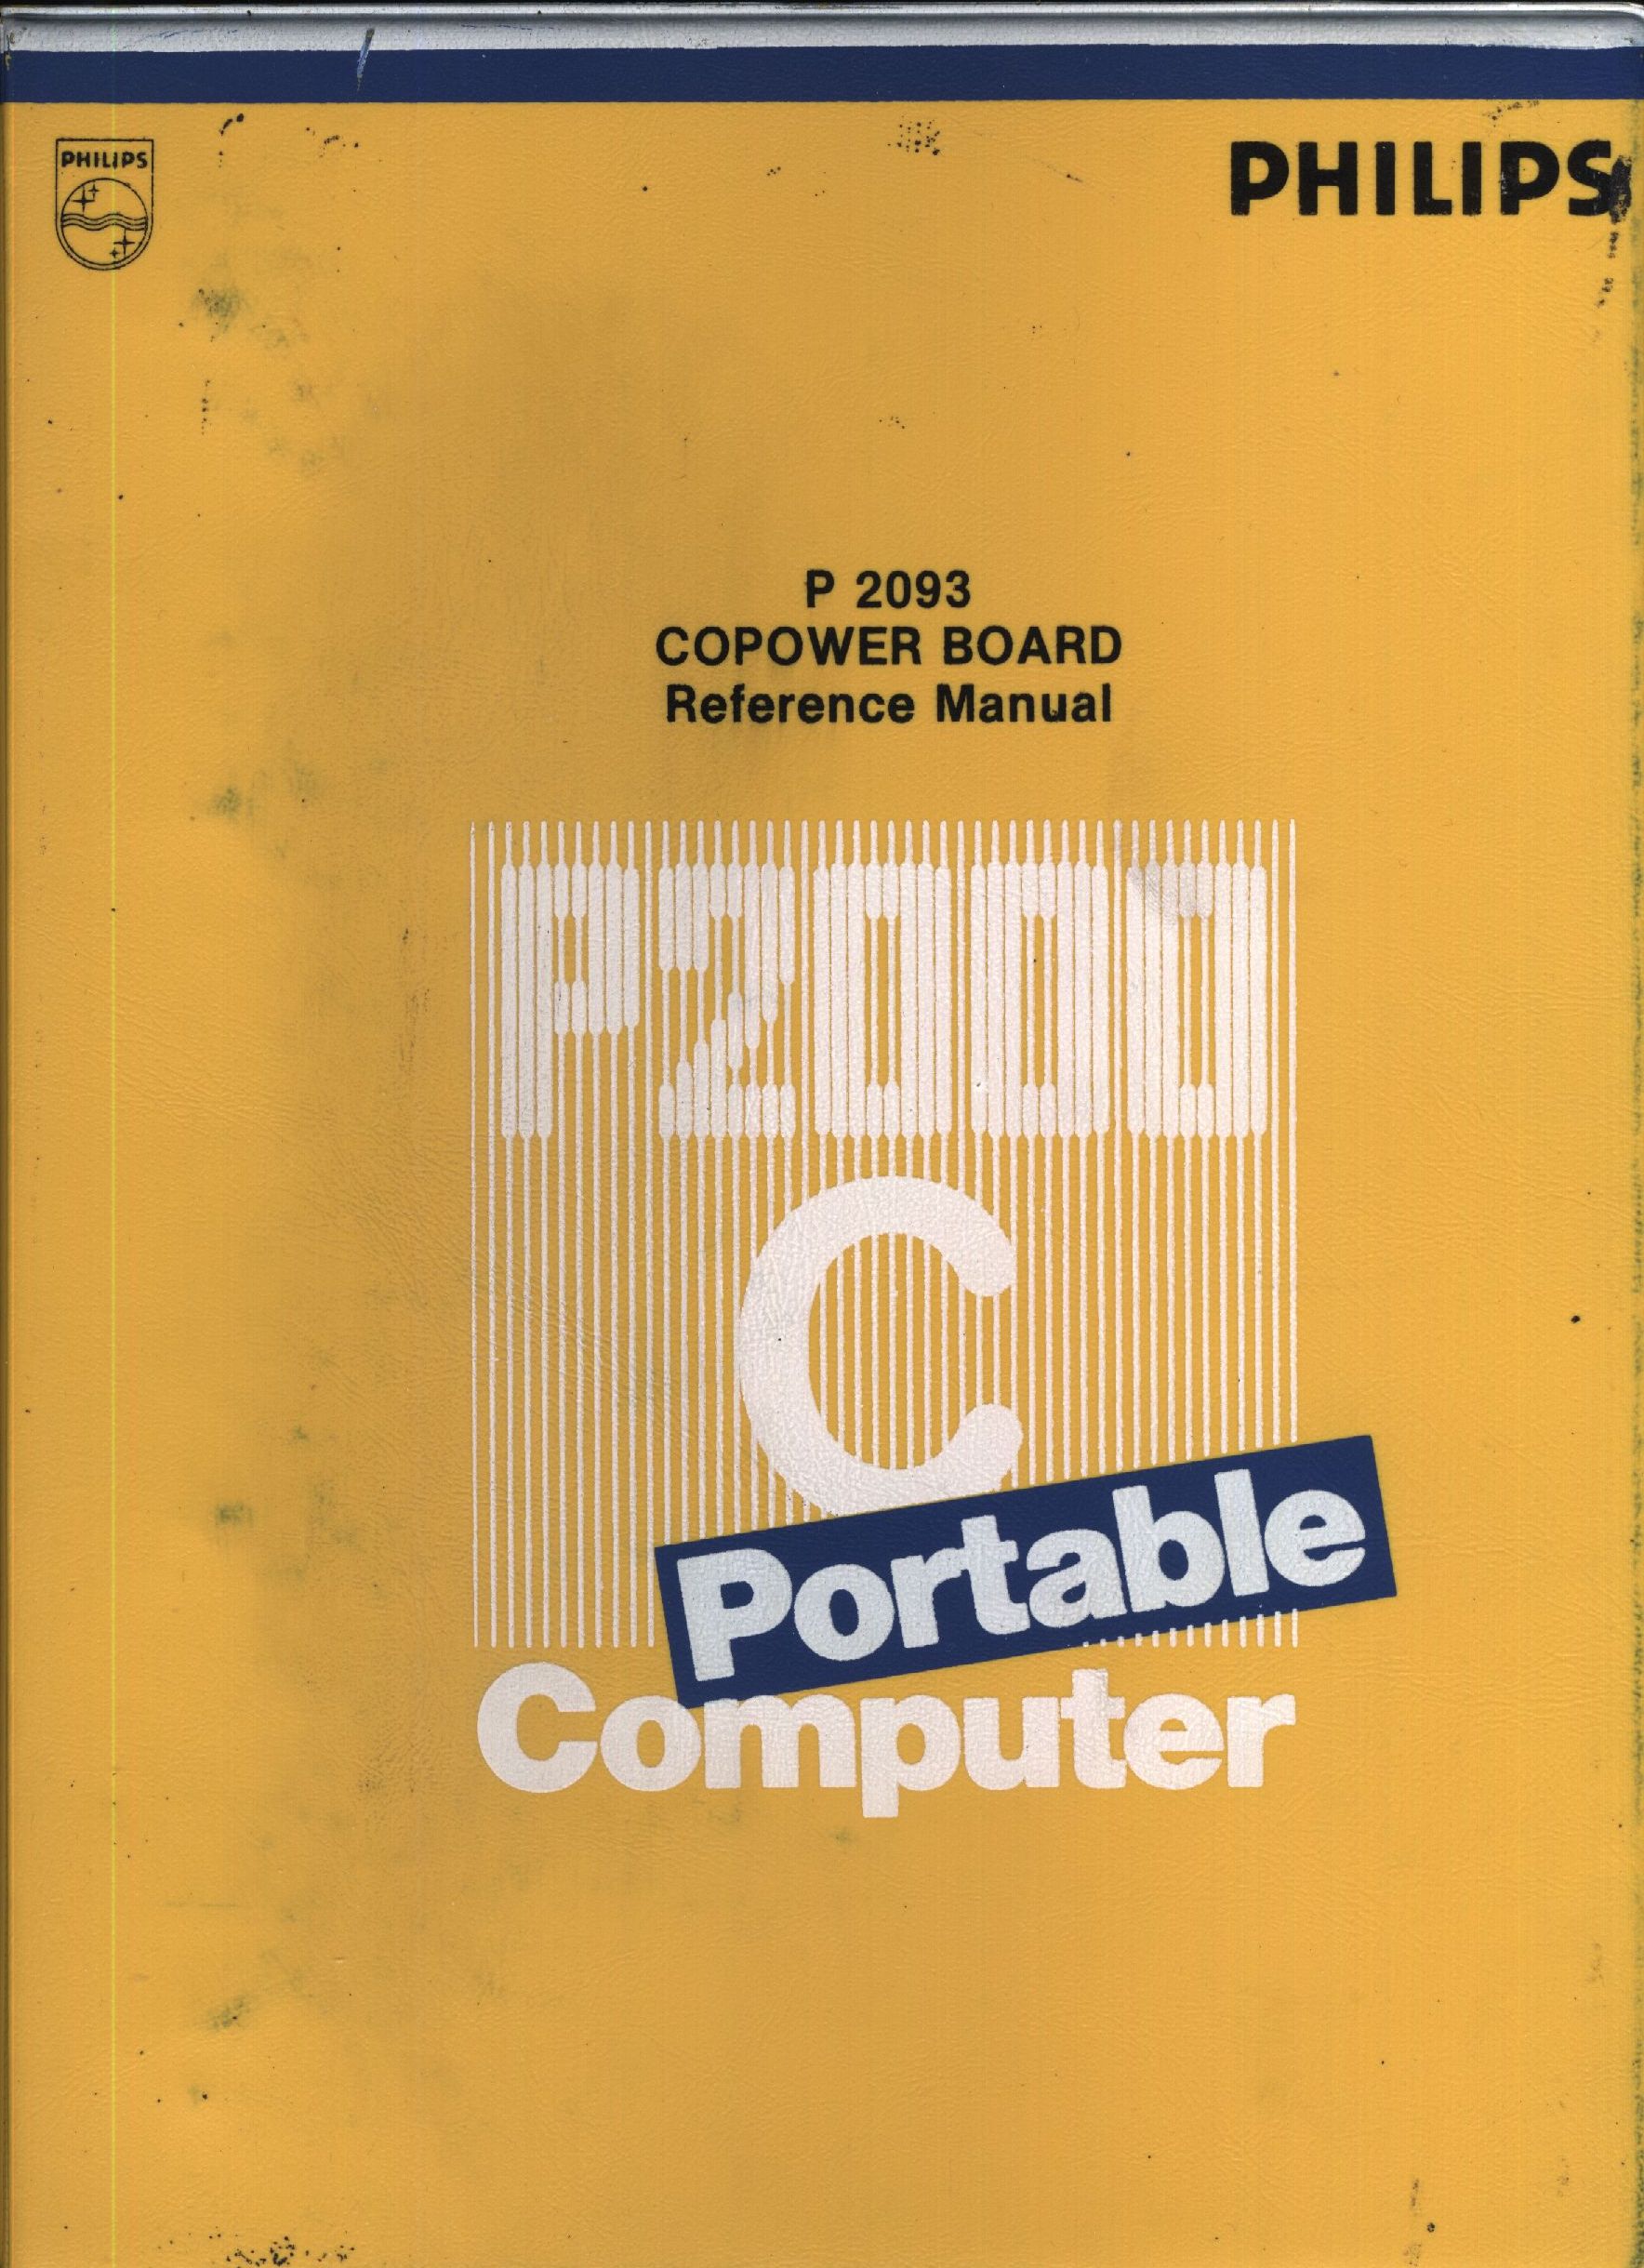 PHILIPS
PHILIPS
P 2093
COPOWER BOARD
Reference Manual
P2000
C
Portable
Computer